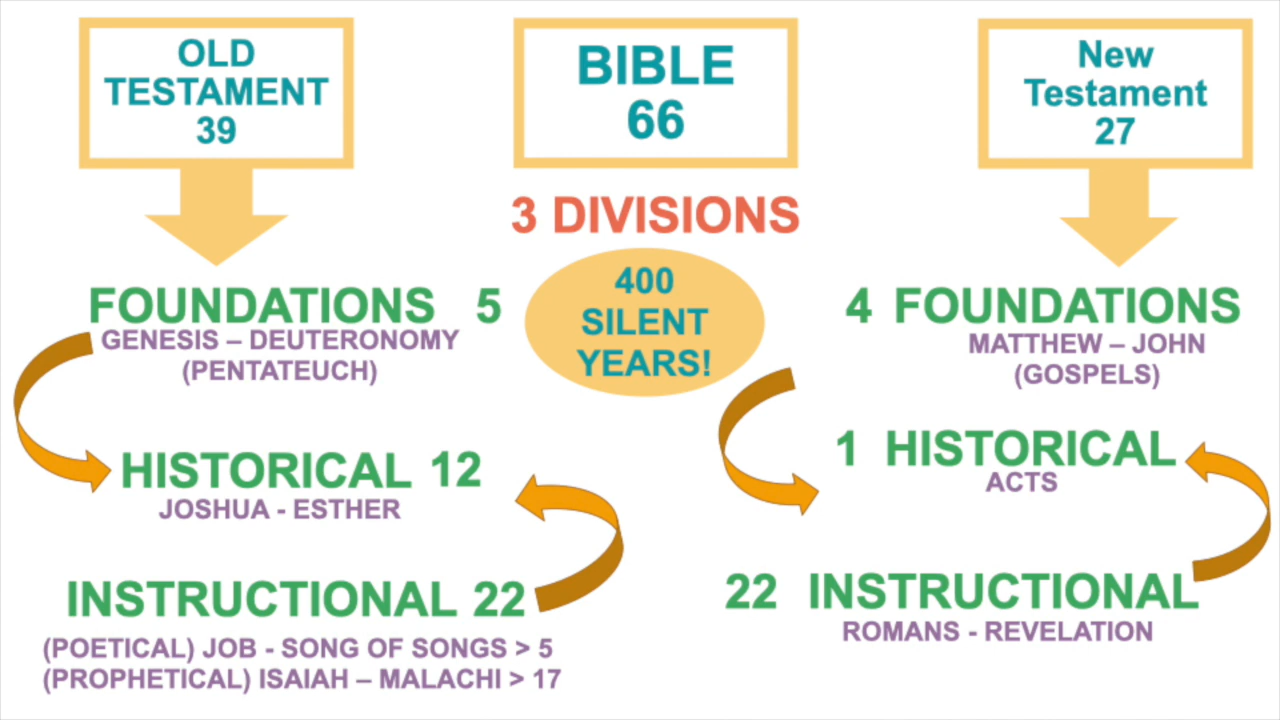 OLD
TESTAMENT
39
BIBLE
66
New
Testament
27
3 DIVISIONS
400
SILENT
YEARS!
FOUNDATIONS 5
GENESIS – DEUTERONOMY
(PENTATEUCH)
HISTORICAL 12
JOSHUA - ESTHER
INSTRUCTIONAL 22
(POETICAL) JOB - SONG OF SONGS > 5
(PROPHETICAL) ISAIAH – MALACHI > 17
4 FOUNDATIONS
MATTHEW – JOHN
(GOSPELS)
1 HISTORICAL
ACTS
22 INSTRUCTIONAL
ROMANS - REVELATION